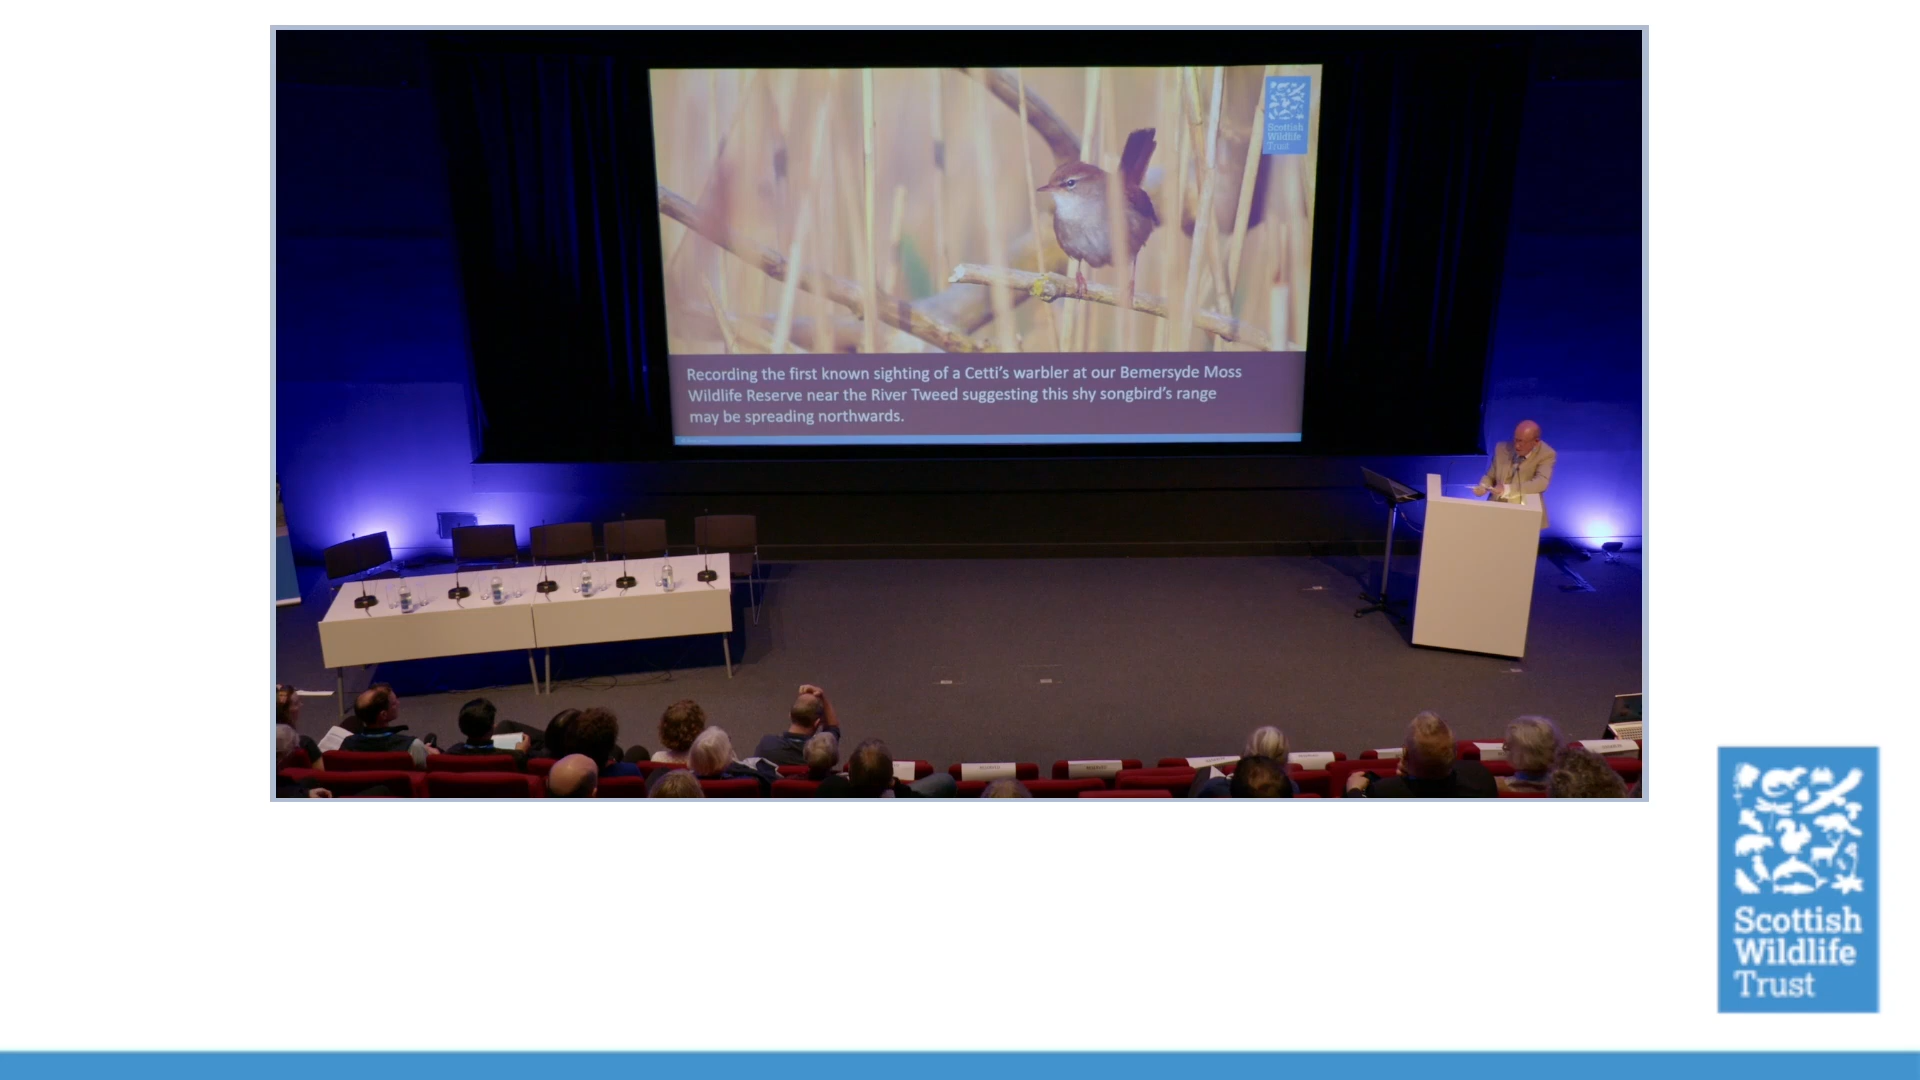 Scottish
Wildlife
Trust
Recording the first known sighting of a Cetti's warbler at our Bemersyde Moss
Wildlife Reserve near the River Tweed suggesting this shy songbird's range
may be spreading northwards.
Scottish
Wildlife
Trust